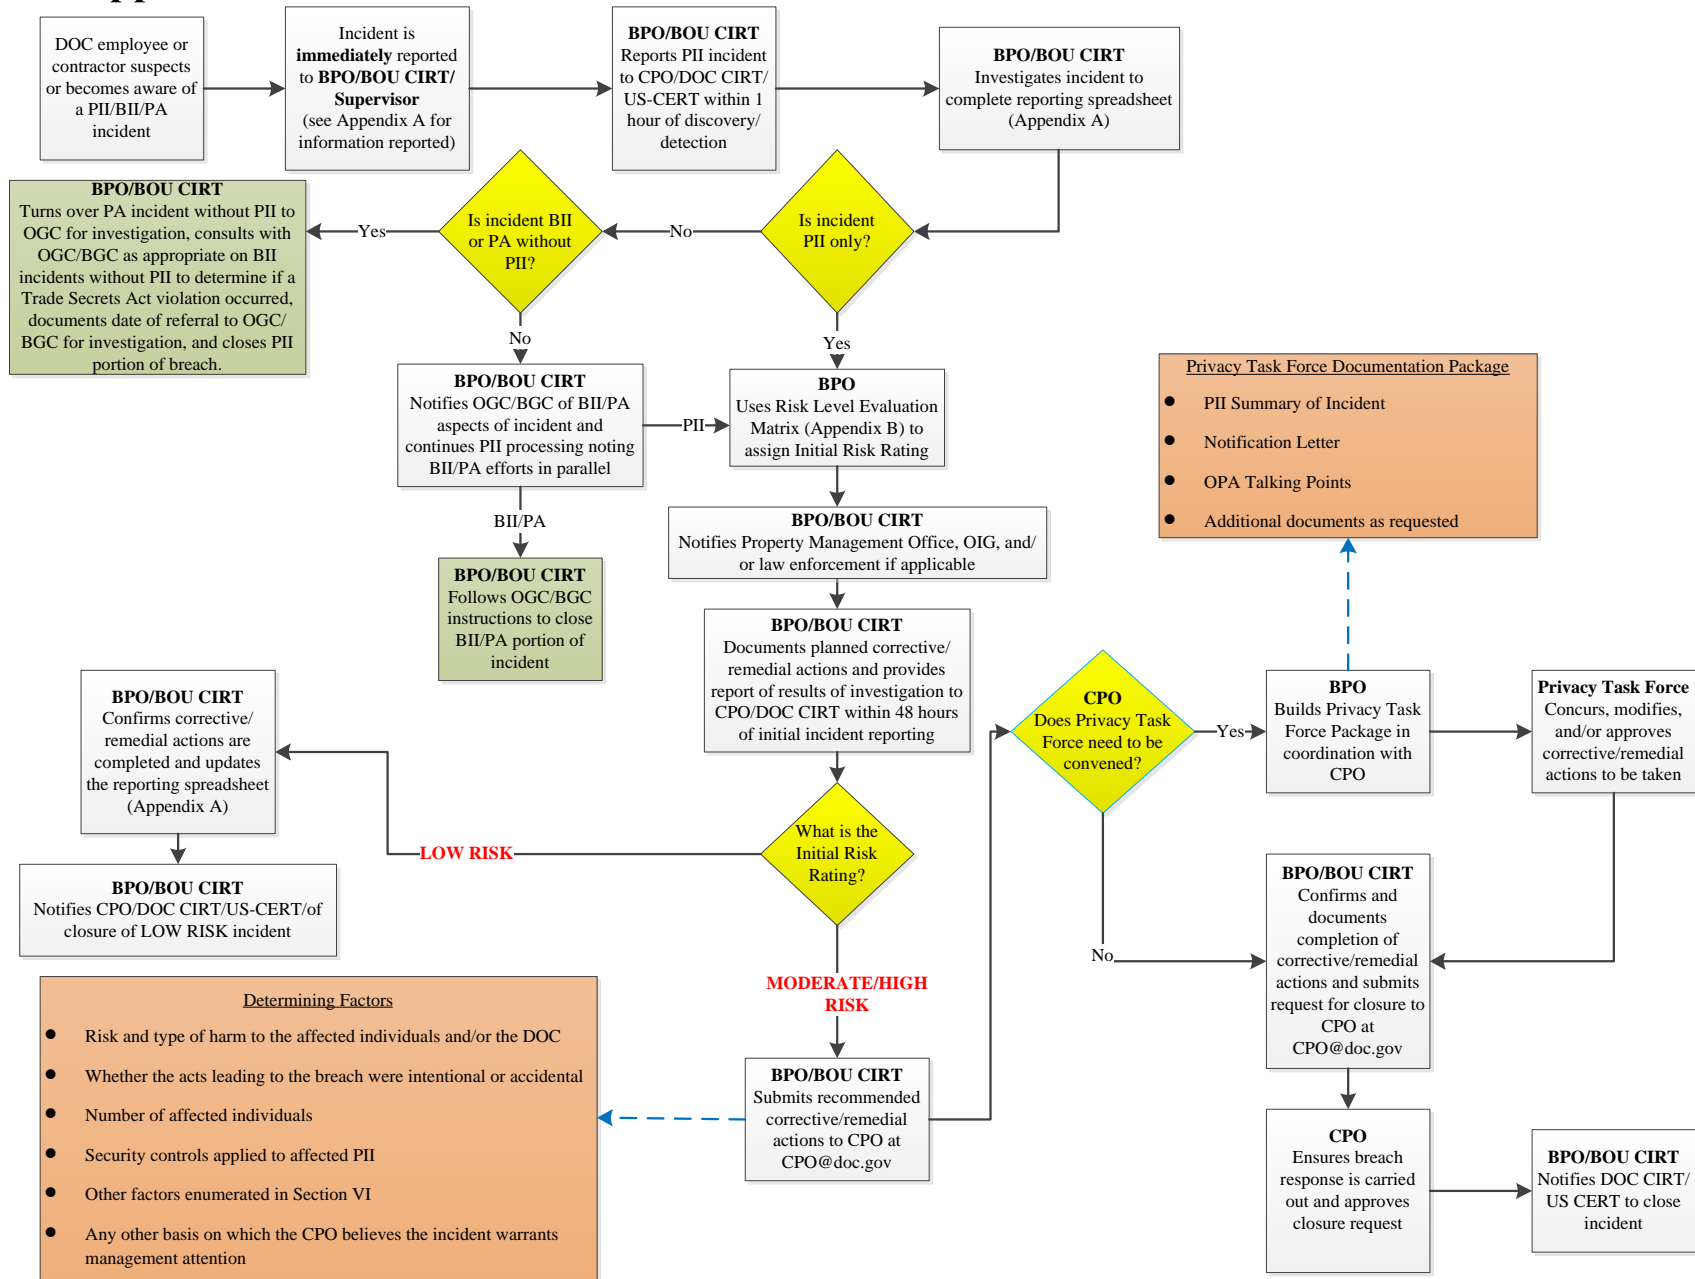 DOC employee or
contractor suspects
or becomes aware of
a PII/BII/PA
incident
Incident is
immediately reported
to BPO/BOU CIRT/
Supervisor
(see Appendix A for
information reported)
BPO/BOU CIRT
Reports PII incident
to CPO/DOC CIRT/
US-CERT within 1
hour of discovery/
detection
BPO/BOU CIRT
Investigates incident to
complete reporting spreadsheet
(Appendix A)
Is incident
PII only?
No
Yes
Is incident BII
or PA without
PII?
Yes
No
BPO/BOU CIRT
Turns over PA incident without PII to
OGC for investigation, consults with
OGC/BGC as appropriate on BII
incidents without PII to determine if a
Trade Secrets Act violation occurred,
documents date of referral to OGC/
BGC for investigation, and closes PII
portion of breach.
BPO/BOU CIRT
Notifies OGC/BGC of BII/PA
aspects of incident and
continues PII processing noting
BII/PA efforts in parallel
PII
BII/PA
BPO/BOU CIRT
Follows OGC/BGC
instructions to close
BII/PA portion of
incident
BPO
Uses Risk Level Evaluation
Matrix (Appendix B) to
assign Initial Risk Rating
BPO/BOU CIRT
Notifies Property Management Office, OIG, and/
or law enforcement if applicable
BPO/BOU CIRT
Documents planned corrective/
remedial actions and provides
report of results of investigation to
CPO/DOC CIRT within 48 hours
of initial incident reporting
What is the
Initial Risk
Rating?
LOW RISK
BPO/BOU CIRT
Confirms corrective/
remedial actions are
completed and updates
the reporting spreadsheet
(Appendix A)
BPO/BOU CIRT
Notifies CPO/DOC CIRT/US-CERT/of
closure of LOW RISK incident
MODERATE/HIGH
RISK
BPO/BOU CIRT
Submits recommended
corrective/remedial
actions to CPO at
CPO@doc.gov
Determining Factors
● Risk and type of harm to the affected individuals and/or the DOC
● Whether the acts leading to the breach were intentional or accidental
● Number of affected individuals
● Security controls applied to affected PII
● Other factors enumerated in Section VI
● Any other basis on which the CPO believes the incident warrants
management attention
CPO
Does Privacy Task
Force need to be
convened?
Yes
No
BPO
Builds Privacy Task
Force Package in
coordination with
CPO
Privacy Task Force Documentation Package
● PII Summary of Incident
● Notification Letter
● OPA Talking Points
● Additional documents as requested
Privacy Task Force
Concurs, modifies,
and/or approves
corrective/remedial
actions to be taken
BPO/BOU CIRT
Confirms and
documents
completion of
corrective/remedial
actions and submits
request for closure to
CPO at
CPO@doc.gov
CPO
Ensures breach
response is carried
out and approves
closure request
BPO/BOU CIRT
Notifies DOC CIRT/
US CERT to close
incident